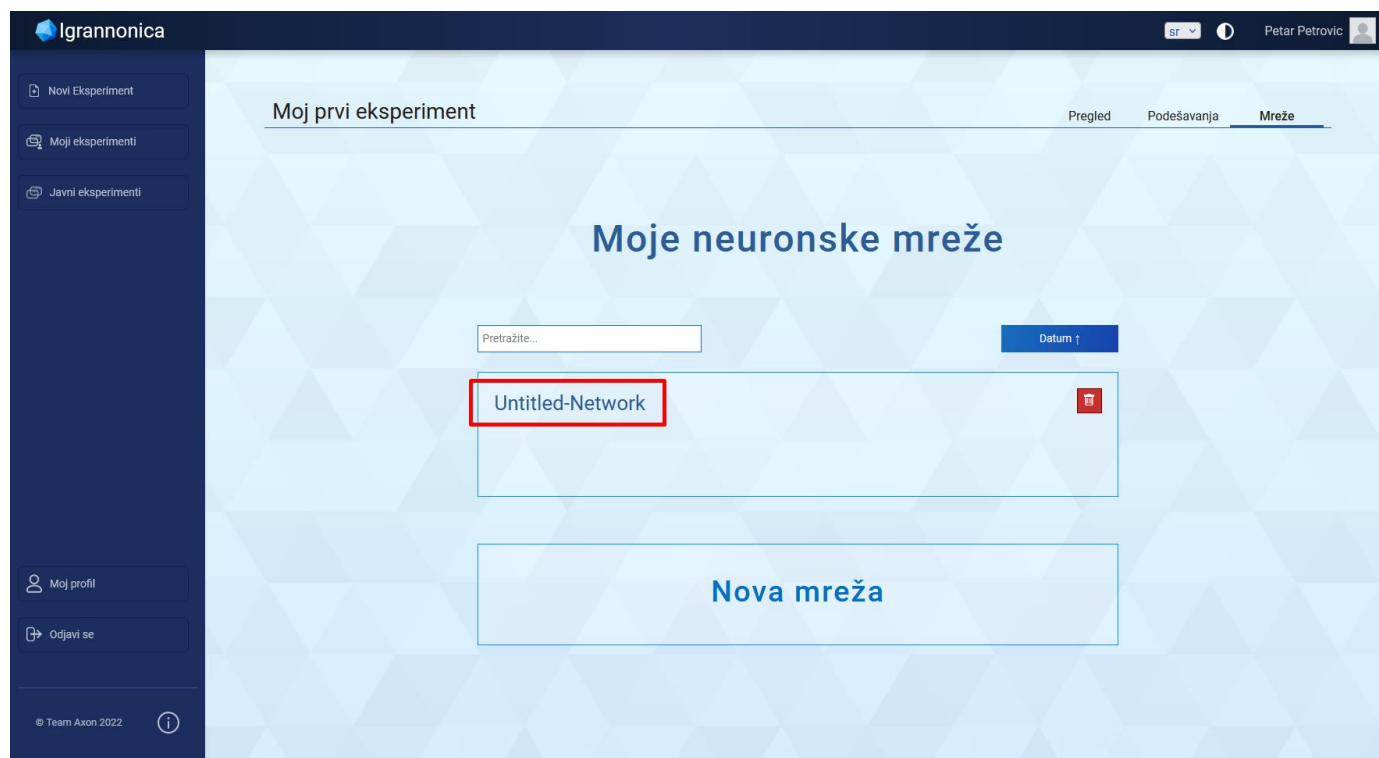 Igrannonica
sr
Petar Petrovic
Novi Eksperiment
Moji eksperimenti
Javni eksperimenti
Moj prvi eksperiment
Pregled Podešavanja Mreže
Moje neuronske mreže
Pretražite...
Datum ↑
Untitled-Network
Nova mreža
Moj profil
Odjavi se
© Team Axon 2022